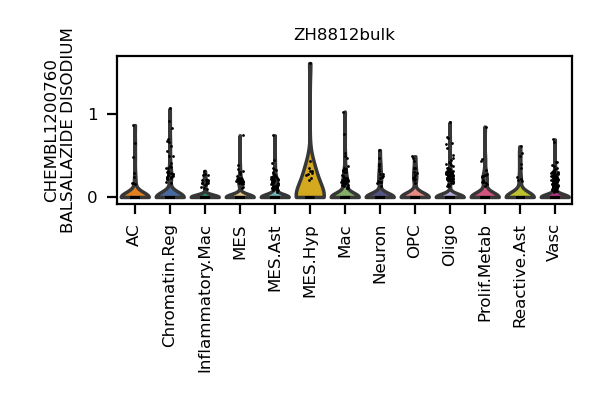 ZH8812bulk
CHEMBL1200760
BALSALAZIDE DISODIUM
1
0
AC
Chromatin.Reg
Inflammatory.Mac
MES
MES.Ast
MES.Hyp
Mac
Neuron
OPC
Oligo
Prolif.Metab
Reactive.Ast
Vasc